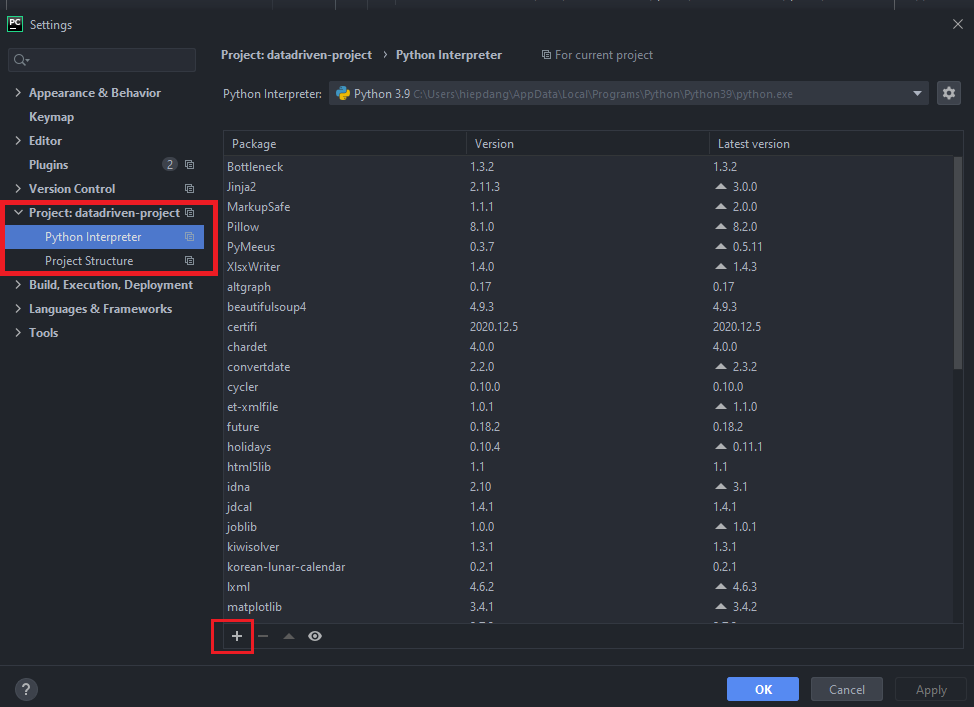 PC Settings
Project: datadriven-project › Python Interpreter For current project
Python Interpreter: Python 3.9 C:\Users\hiepdang\AppData\Local\Programs\Python\Python39\python.exe
Appearance & Behavior
Keymap
Editor
Plugins 2
Version Control
Project: datadriven-project
Python Interpreter
Project Structure
Build, Execution, Deployment
Languages & Frameworks
Tools
Package Version Latest version
Bottleneck 1.3.2 1.3.2
Jinja2 2.11.3 3.0.0
MarkupSafe 1.1.1 2.0.0
Pillow 8.1.0 8.2.0
PyMeeus 0.3.7 0.5.11
XlsxWriter 1.4.0 1.4.3
altgraph 0.17 0.17
beautifulsoup4 4.9.3 4.9.3
certifi 2020.12.5 2020.12.5
chardet 4.0.0 4.0.0
convertdate 2.2.0 2.3.2
cycler 0.10.0 0.10.0
et-xmlfile 1.0.1 1.1.0
future 0.18.2 0.18.2
holidays 0.10.4 0.11.1
html5lib 1.1 1.1
idna 2.10 3.1
jdcal 1.4.1 1.4.1
joblib 1.0.0 1.0.1
kiwisolver 1.3.1 1.3.1
korean-lunar-calendar 0.2.1 0.2.1
lxml 4.6.2 4.6.3
matplotlib 3.4.1 3.4.2
? OK Cancel Apply